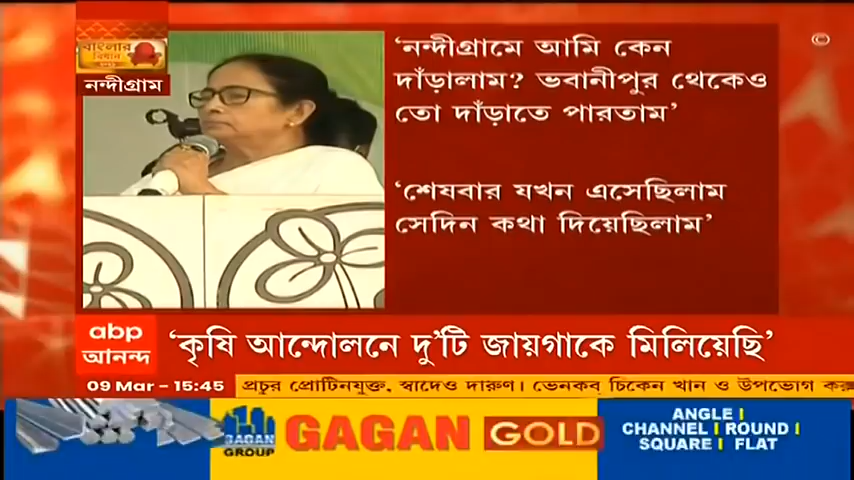 বাংলার
নন্দীগ্রাম
'নন্দীগ্রামে আমি কেন
দাঁড়ালাম? ভবানীপুর থেকেও
তো দাঁড়াতে পারতাম'
'শেষবার যখন এসেছিলাম
সেদিন কথা দিয়েছিলাম'
©
abp
আনন্দ
'কৃষি আন্দোলনে দু'টি জায়গাকে মিলিয়েছি'
09 Mar - 15:45
প্রচুর প্রোটিনযুক্ত, স্বাদেও দারুণ। ভেনকব্ চিকেন খান ও উপভোগ
GAGAN
GROUP
GAGAN GOLD
ANGLE I
CHANNEL I ROUND I
SQUARE I FLAT